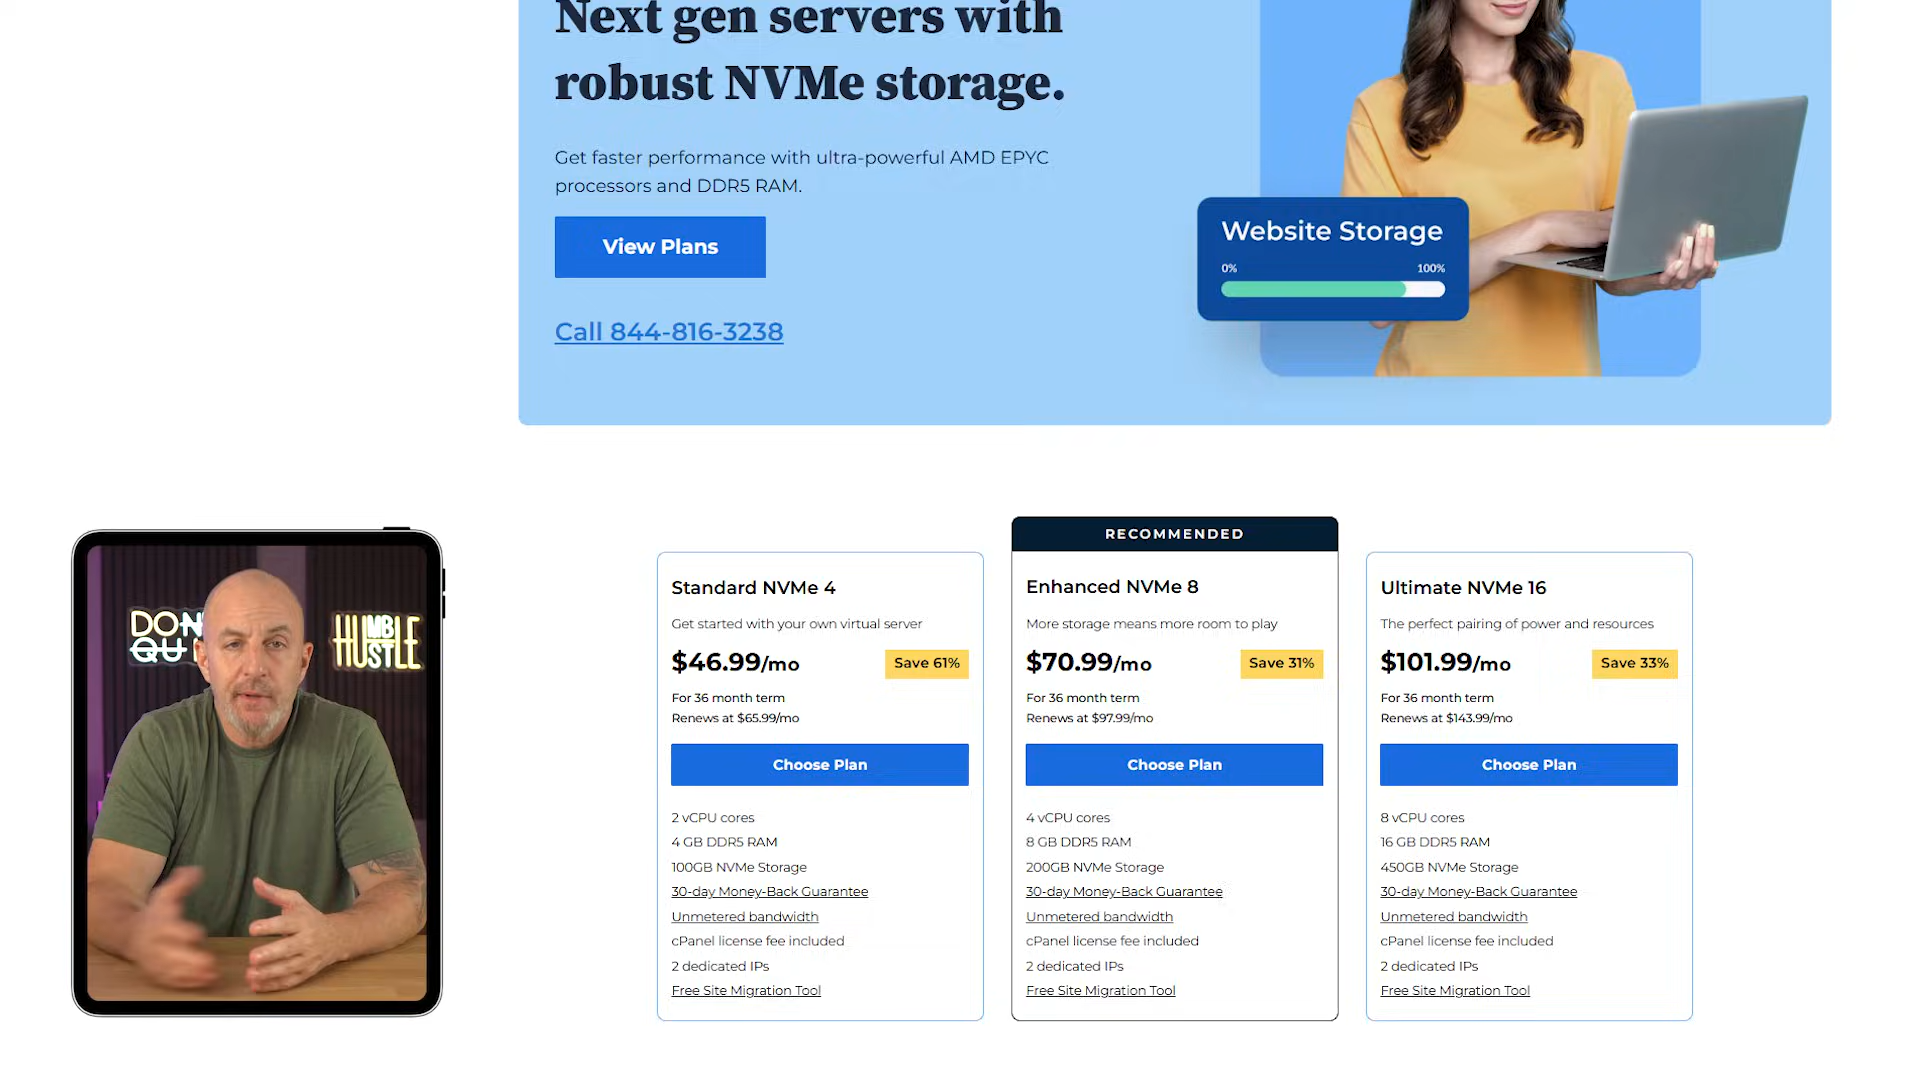 Next gen servers with
robust NVMe storage.
Get faster performance with ultra-powerful AMD EPYC
processors and DDR5 RAM.
View Plans
Call 844-816-3238
Website Storage
0% 100%
DON'T
QUIT
HUMBLE
HUSTLE
Standard NVMe 4
Get started with your own virtual server
$46.99/mo
Save 61%
For 36 month term
Renews at $65.99/mo
Choose Plan
2 vCPU cores
4 GB DDR5 RAM
100GB NVMe Storage
30-day Money-Back Guarantee
Unmetered bandwidth
cPanel license fee included
2 dedicated IPs
Free Site Migration Tool
RECOMMENDED
Enhanced NVMe 8
More storage means more room to play
$70.99/mo
Save 31%
For 36 month term
Renews at $97.99/mo
Choose Plan
4 vCPU cores
8 GB DDR5 RAM
200GB NVMe Storage
30-day Money-Back Guarantee
Unmetered bandwidth
cPanel license fee included
2 dedicated IPs
Free Site Migration Tool
Ultimate NVMe 16
The perfect pairing of power and resources
$101.99/mo
Save 33%
For 36 month term
Renews at $143.99/mo
Choose Plan
8 vCPU cores
16 GB DDR5 RAM
450GB NVMe Storage
30-day Money-Back Guarantee
Unmetered bandwidth
cPanel license fee included
2 dedicated IPs
Free Site Migration Tool